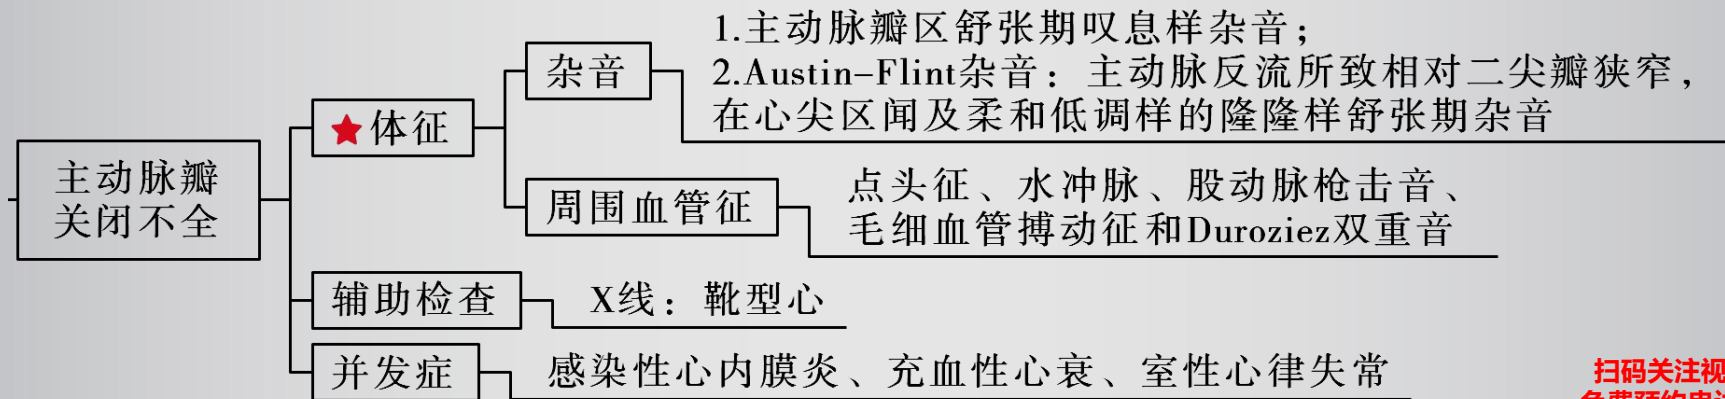 主动脉瓣
关闭不全
★体征
杂音
1.主动脉瓣区舒张期叹息样杂音；
2.Austin-Flint杂音：主动脉反流所致相对二尖瓣狭窄，
在心尖区闻及柔和低调样的隆隆样舒张期杂音
周围血管征
点头征、水冲脉、股动脉枪击音、
毛细血管搏动征和Duroziez双重音
辅助检查
X线：靴型心
并发症
感染性心内膜炎、充血性心衰、室性心律失常
扫码关注视